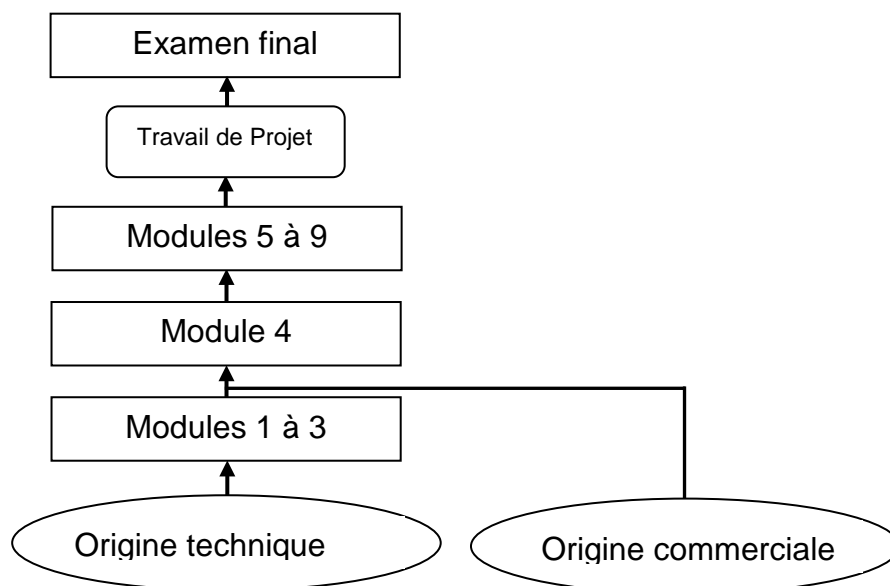 Examen final
Travail de Projet
Modules 5 à 9
Module 4
Modules 1 à 3
Origine technique
Origine commerciale